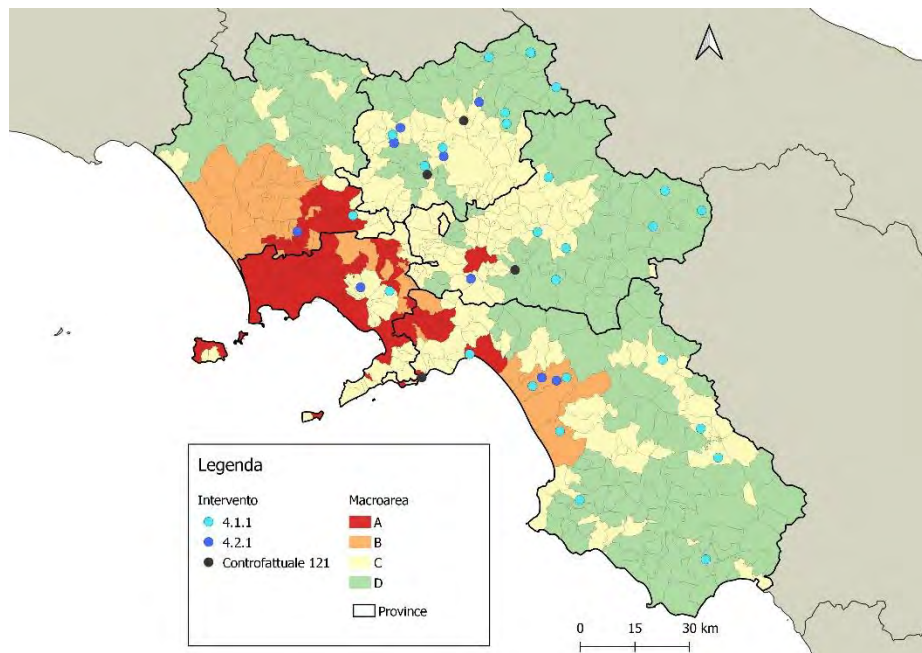 Legenda
Intervento
4.1.1
4.2.1
Controfattuale 121
Macroarea
A
B
C
D
Province
0 15 30 km